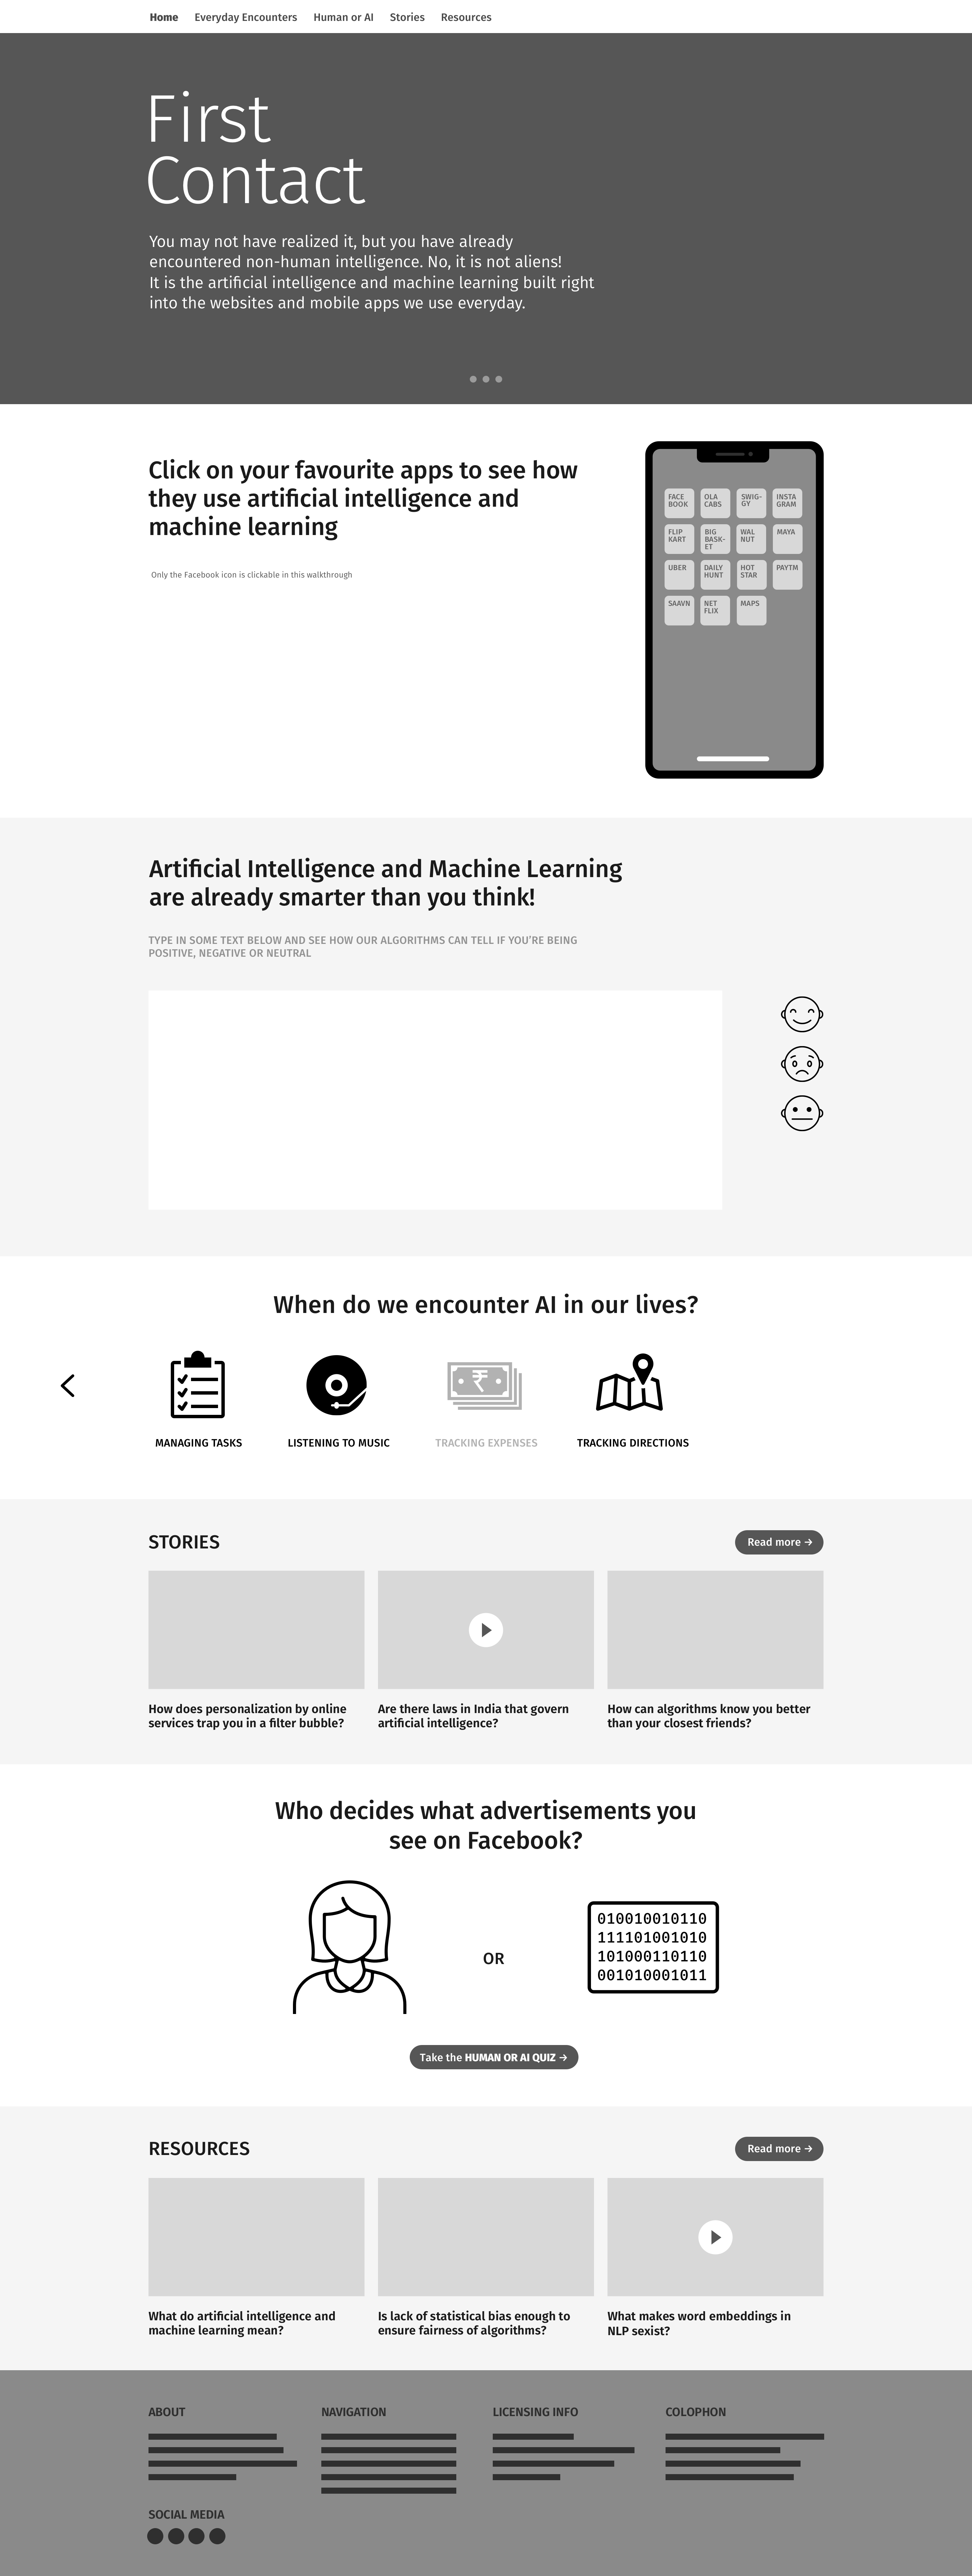 Home Everyday Encounters Human or AI Stories Resources
First
Contact
You may not have realized it, but you have already
encountered non-human intelligence. No, it is not aliens!
It is the artificial intelligence and machine learning built right
into the websites and mobile apps we use everyday.
Click on your favourite apps to see how
they use artificial intelligence and
machine learning
Only the Facebook icon is clickable in this walkthrough
FACE
BOOK
OLA
CABS
SWIG-
GY
INSTA
GRAM
FLIP
KART
BIG
BASK-
ET
WAL
NUT
MAYA
UBER
DAILY
HUNT
HOT
STAR
PAYTM
SAAVN
NET
FLIX
MAPS
Artificial Intelligence and Machine Learning
are already smarter than you think!
TYPE IN SOME TEXT BELOW AND SEE HOW OUR ALGORITHMS CAN TELL IF YOU'RE BEING
POSITIVE, NEGATIVE OR NEUTRAL
When do we encounter AI in our lives?
MANAGING TASKS
LISTENING TO MUSIC
TRACKING EXPENSES
TRACKING DIRECTIONS
STORIES
Read more →
How does personalization by online
services trap you in a filter bubble?
Are there laws in India that govern
artificial intelligence?
How can algorithms know you better
than your closest friends?
Who decides what advertisements you
see on Facebook?
OR
010010010110
111101001010
101000110110
001010001011
Take the HUMAN OR AI QUIZ →
RESOURCES
Read more →
What do artificial intelligence and
machine learning mean?
Is lack of statistical bias enough to
ensure fairness of algorithms?
What makes word embeddings in
NLP sexist?
ABOUT
NAVIGATION
LICENSING INFO
COLOPHON
SOCIAL MEDIA